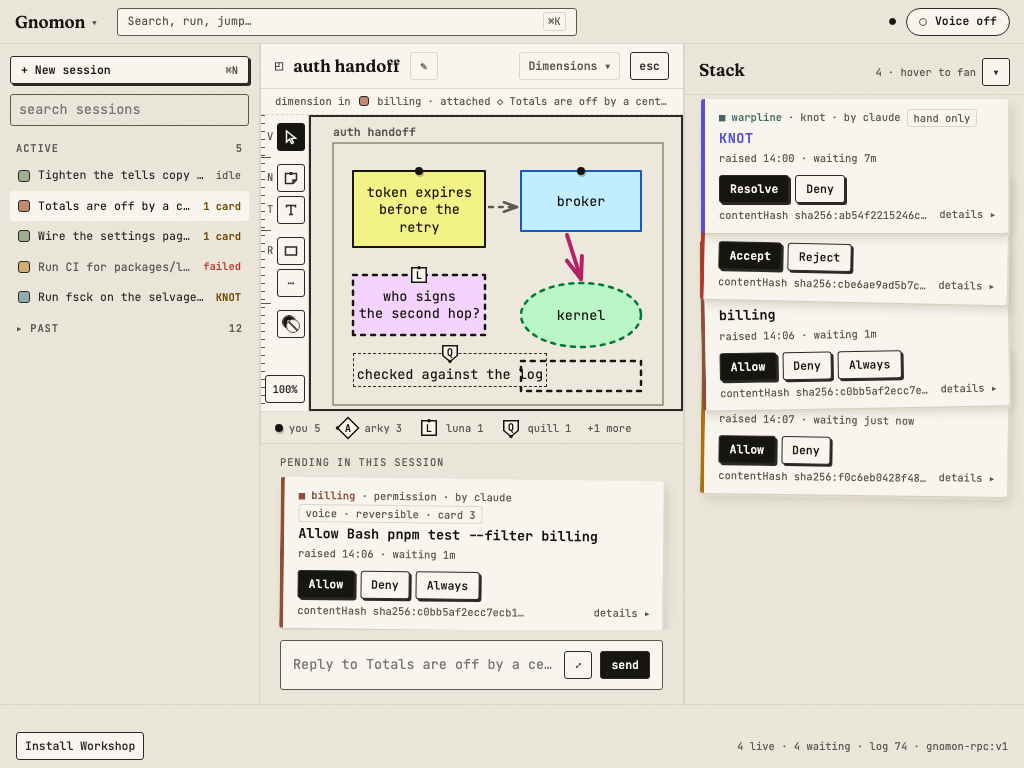 Gnomon ▾
Search, run, jump… ⌘K
Voice off
+ New session ⌘N
search sessions
ACTIVE 5
Tighten the tells copy … idle
Totals are off by a c… 1 card
Wire the settings pag… 1 card
Run CI for packages/l… failed
Run fsck on the selvage… KNOT
▸ PAST 12
auth handoff ✎ Dimensions ▾ esc
dimension in billing · attached ◇ Totals are off by a cent…
V
N
T
R
…
100%
auth handoff
token expires
before the
retry
broker
L
who signs
the second hop?
kernel
Q
checked against the log
you 5 A arky 3 L luna 1 Q quill 1 +1 more
PENDING IN THIS SESSION
■ billing · permission · by claude
voice · reversible · card 3
Allow Bash pnpm test --filter billing
raised 14:06 · waiting 1m
Allow Deny Always
contentHash sha256:c0bb5af2ecc7ecb1… details ▸
Reply to Totals are off by a ce… ⤢ send
Stack 4 · hover to fan ▾
■ warpline · knot · by claude hand only
KNOT
raised 14:00 · waiting 7m
Resolve Deny
contentHash sha256:ab54f2215246c… details ▸
Accept Reject
contentHash sha256:cbe6ae9ad5b7c… details ▸
billing
raised 14:06 · waiting 1m
Allow Deny Always
contentHash sha256:c0bb5af2ecc7e… details ▸
raised 14:07 · waiting just now
Allow Deny
contentHash sha256:f0c6eb0428f48… details ▸
Install Workshop
4 live · 4 waiting · log 74 · gnomon-rpc:v1